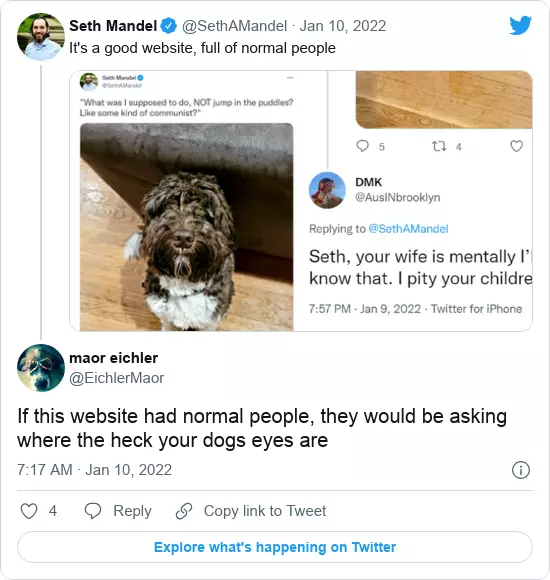 Seth Mandel @SethAMandel · Jan 10, 2022
It's a good website, full of normal people
Seth Mandel
@SethAMandel
"What was I supposed to do, NOT jump in the puddles?
Like some kind of communist?"
5 4
DMK
@AusINbrooklyn
Replying to @SethAMandel
Seth, your wife is mentally I'
know that. I pity your childre
7:57 PM · Jan 9, 2022 · Twitter for iPhone
maor eichler
@EichlerMaor
If this website had normal people, they would be asking
where the heck your dogs eyes are
7:17 AM · Jan 10, 2022
4 Reply Copy link to Tweet
Explore what's happening on Twitter